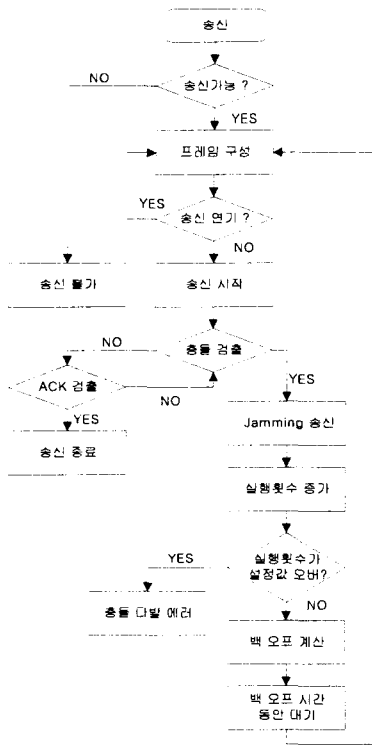 송신
NO
송신가능 ?
YES
프레임 구성
YES
송신 연기 ?
NO
송신 불가
송신 시작
NO
충돌 검출
ACK 검출
NO
YES
YES
Jamming 송신
송신 종료
실행횟수 증가
YES
실행횟수가
설정값 오버?
NO
충돌 다발 에러
백 오프 계산
백 오프 시간
동안 대기